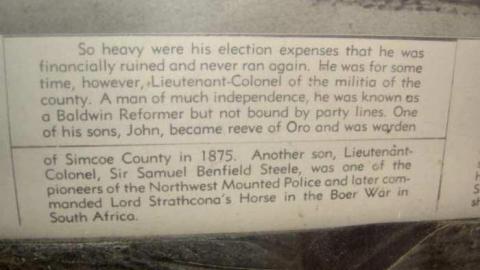 So heavy were his election expenses that he was
financially ruined and never ran again. He was for some
time, however, Lieutenant-Colonel of the militia of the
county. A man of much independence, he was known as
a Baldwin Reformer but not bound by party lines. One
of his sons, John, became reeve of Oro and was warden
of Simcoe County in 1875. Another son, Lieutenant-
Colonel, Sir Samuel Benfield Steele, was one of the
pioneers of the Northwest Mounted Police and later com-
manded Lord Strathcona's Horse in the Boer War in
South Africa.